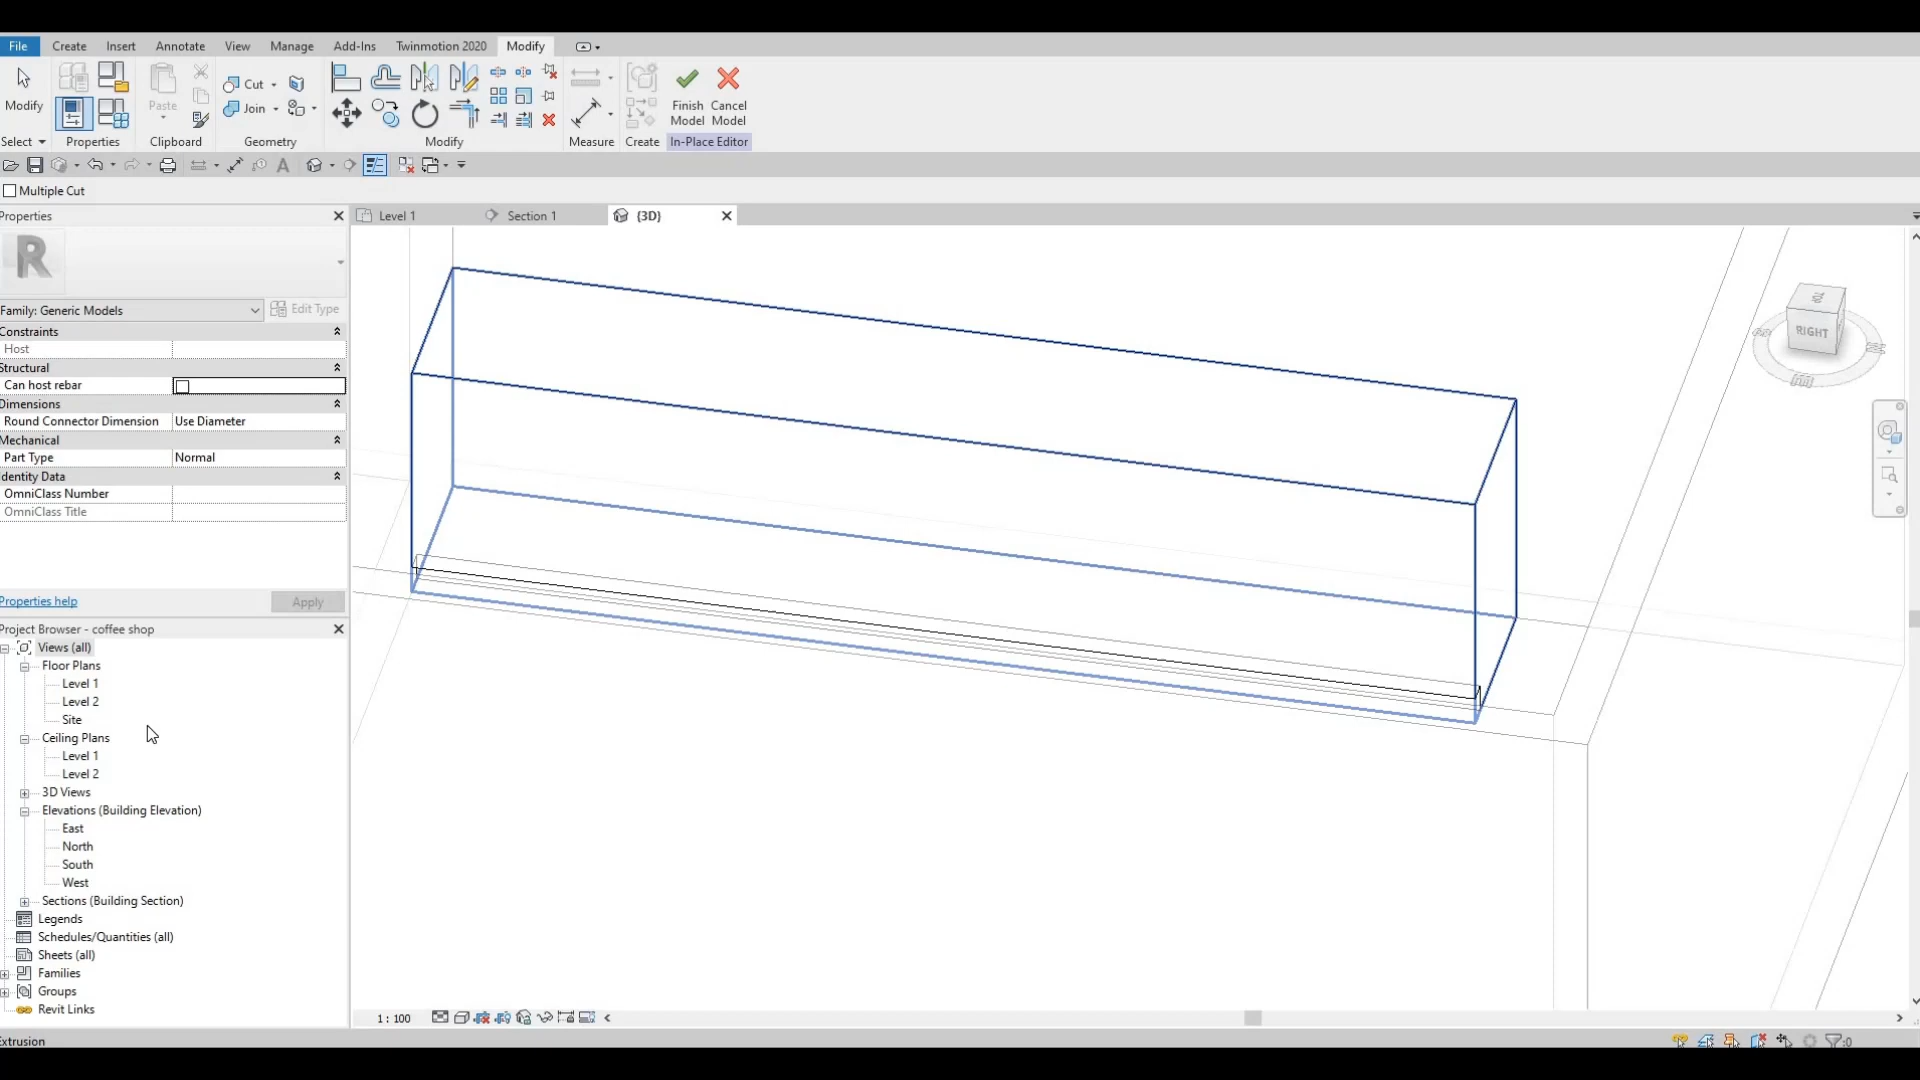 File Create Insert Annotate View Manage Add-Ins Twinmotion 2020 Modify
Modify
Paste
Cut
Join
Finish Model
Cancel Model
Select Properties Clipboard Geometry Modify Measure Create In-Place Editor
Multiple Cut
Properties
Level 1
Section 1
{3D}
R
Family: Generic Models
Edit Type
Constraints
Host
Structural
Can host rebar
Dimensions
Round Connector Dimension Use Diameter
Mechanical
Part Type Normal
dentity Data
OmniClass Number
OmniClass Title
Properties help
Apply
Project Browser - coffee shop
Views (all)
Floor Plans
Level 1
Level 2
Site
Ceiling Plans
Level 1
Level 2
3D Views
Elevations (Building Elevation)
East
North
South
West
Sections (Building Section)
Legends
Schedules/Quantities (all)
Sheets (all)
Families
Groups
Revit Links
TOP
RIGHT
1 : 100
Extrusion
:0